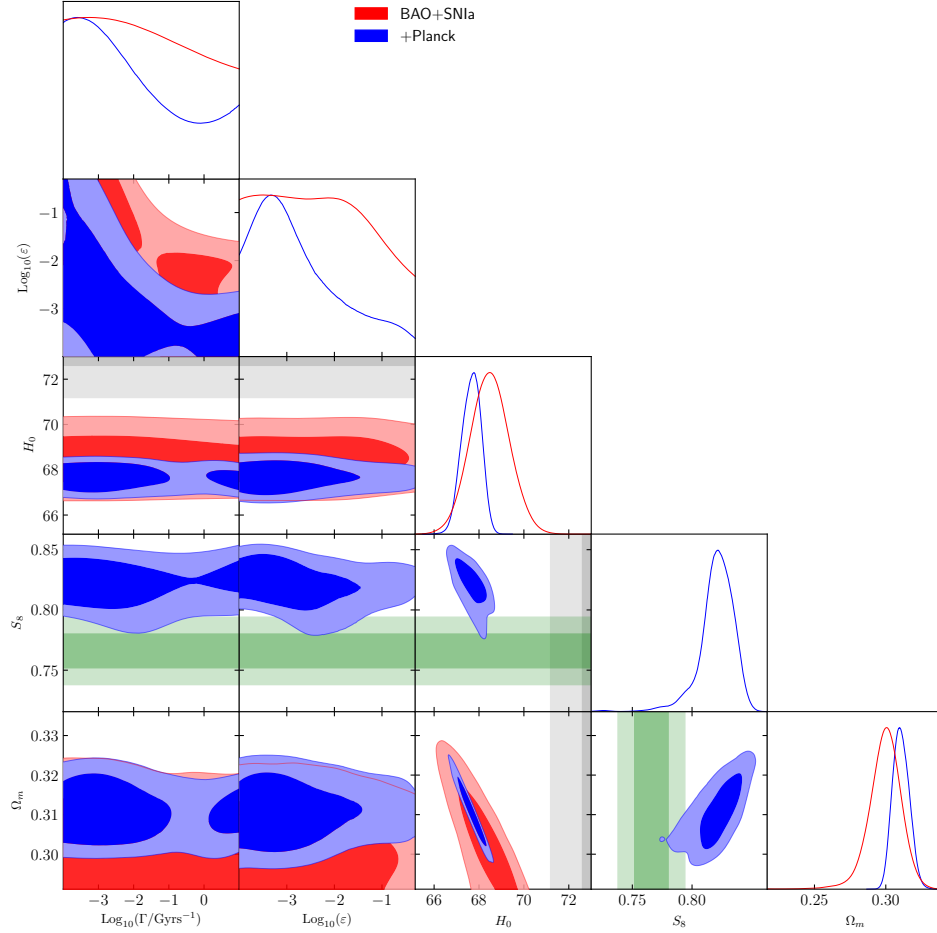 BAO+SNIa
+Planck
−1
−2
−3
Log₁₀(ε)
72
70
68
66
H₀
0.85
0.80
0.75
S₈
0.33
0.32
0.31
0.30
Ωₘ
−3 −2 −1 0
Log₁₀(Γ/Gyrs⁻¹)
−3 −1
Log₁₀(ε)
66 68 70 72
H₀
0.75 0.80
S₈
0.25 0.30
Ωₘ